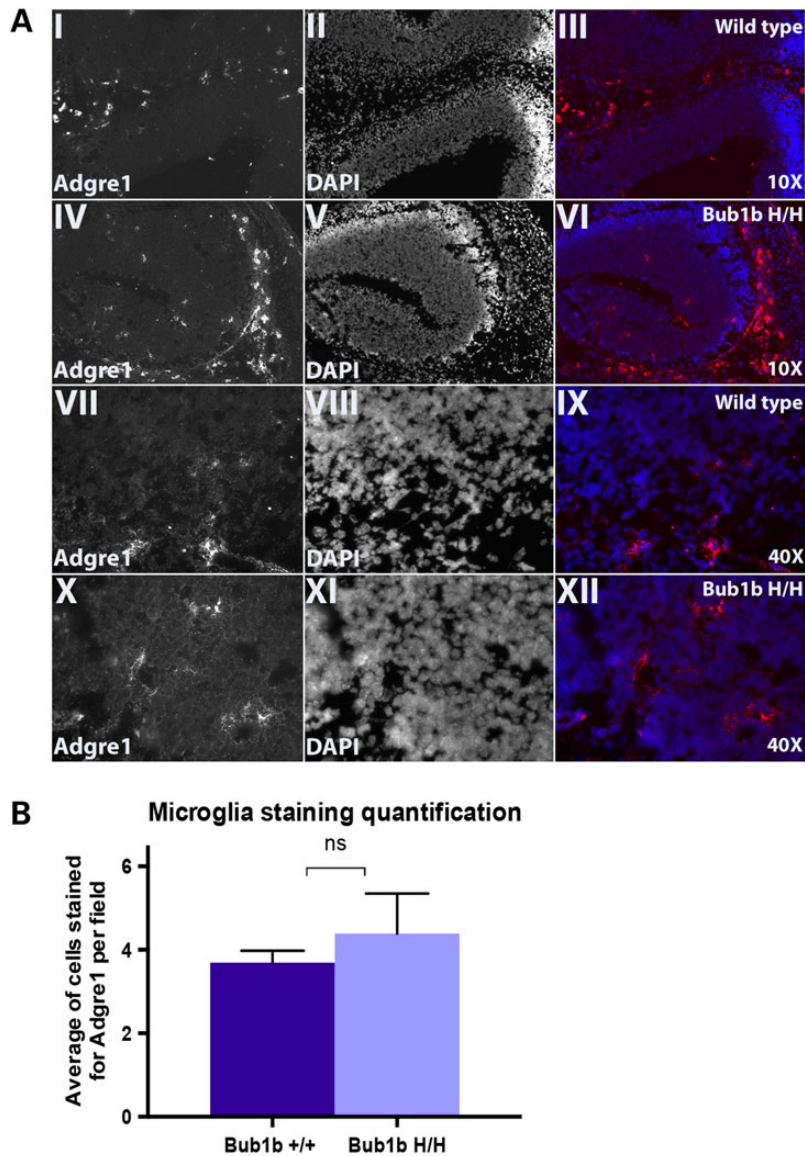 A
I
II
III
Wild type
Adgre1
DAPI
10X
IV
V
VI
Bub1b H/H
Adgre1
DAPI
10X
VII
VIII
IX
Wild type
Adgre1
DAPI
40X
X
XI
XII
Bub1b H/H
Adgre1
DAPI
40X
B
Microglia staining quantification
ns
Average of cells stained
for Adgre1 per field
6
4
2
0
Bub1b +/+
Bub1b H/H